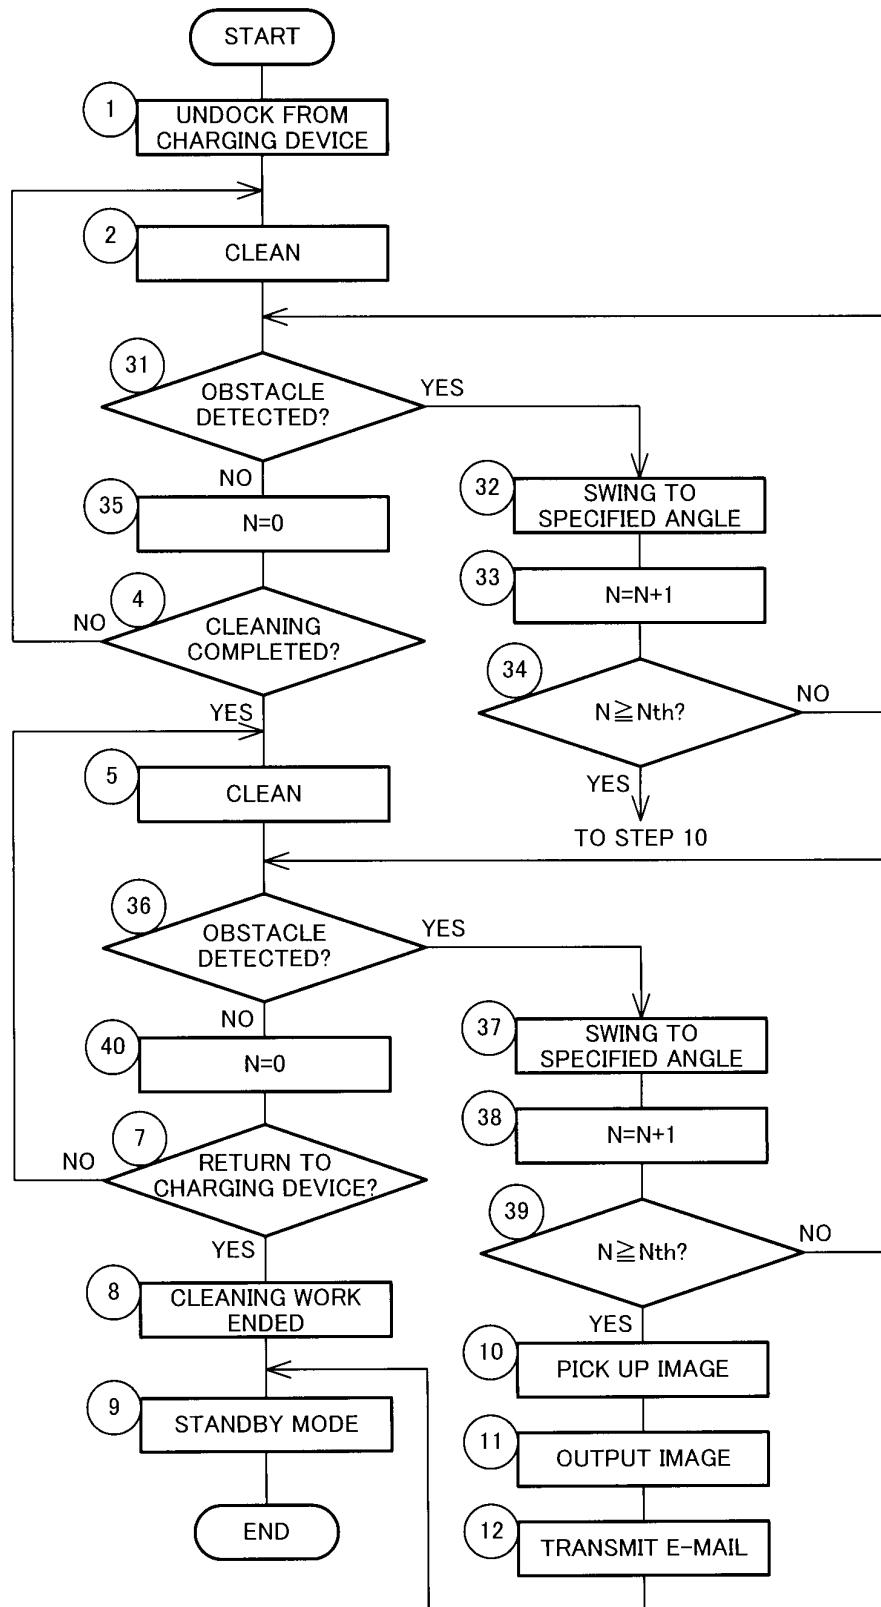 START
1
UNDOCK FROM
CHARGING DEVICE
2
CLEAN
31
OBSTACLE
DETECTED?
YES
NO
32
SWING TO
SPECIFIED ANGLE
35
N=0
33
N=N+1
4
CLEANING
COMPLETED?
NO
YES
34
N≧Nth?
NO
YES
TO STEP 10
5
CLEAN
36
OBSTACLE
DETECTED?
YES
NO
37
SWING TO
SPECIFIED ANGLE
40
N=0
38
N=N+1
7
RETURN TO
CHARGING DEVICE?
NO
YES
39
N≧Nth?
NO
YES
8
CLEANING WORK
ENDED
10
PICK UP IMAGE
9
STANDBY MODE
11
OUTPUT IMAGE
END
12
TRANSMIT E-MAIL